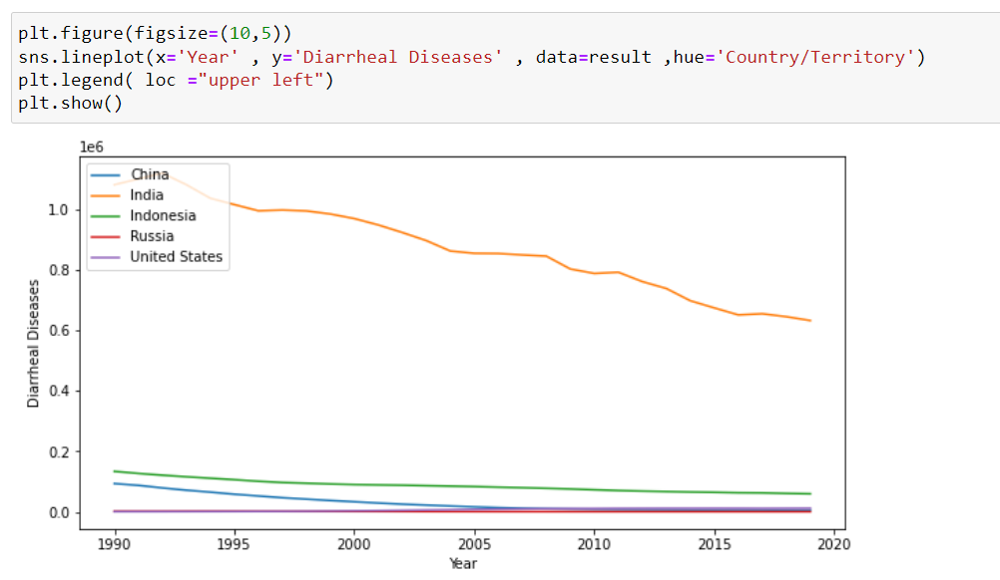 plt.figure(figsize=(10,5))
sns.lineplot(x='Year' , y='Diarrheal Diseases' , data=result ,hue='Country/Territory')
plt.legend( loc ="upper left")
plt.show()
1e6
China
India
Indonesia
Russia
United States
1.0
0.8
0.6
0.4
0.2
0.0
Diarrheal Diseases
1990 1995 2000 2005 2010 2015 2020
Year